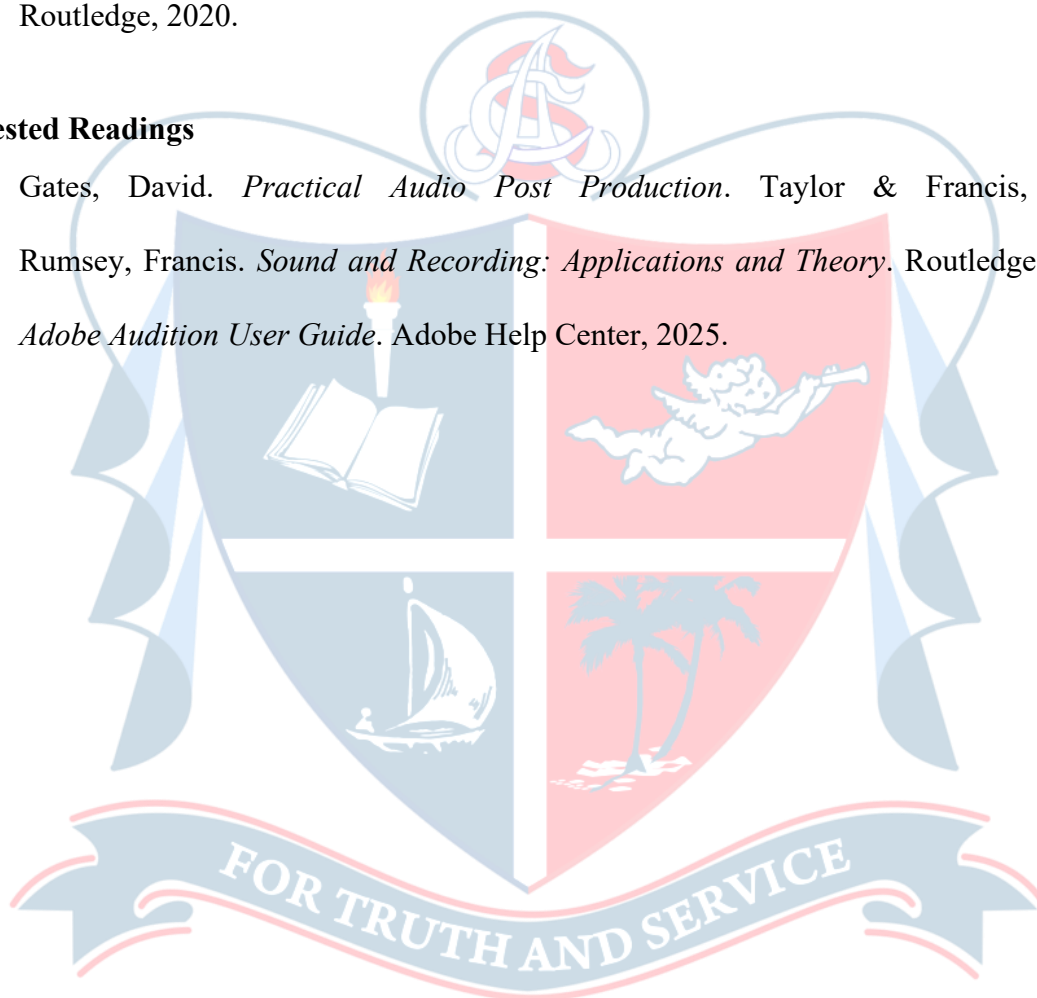 Routledge, 2020.
ested Readings
Gates, David. Practical Audio Post Production. Taylor & Francis,
Rumsey, Francis. Sound and Recording: Applications and Theory. Routledge
Adobe Audition User Guide. Adobe Help Center, 2025.
FOR TRUTH AND SERVICE